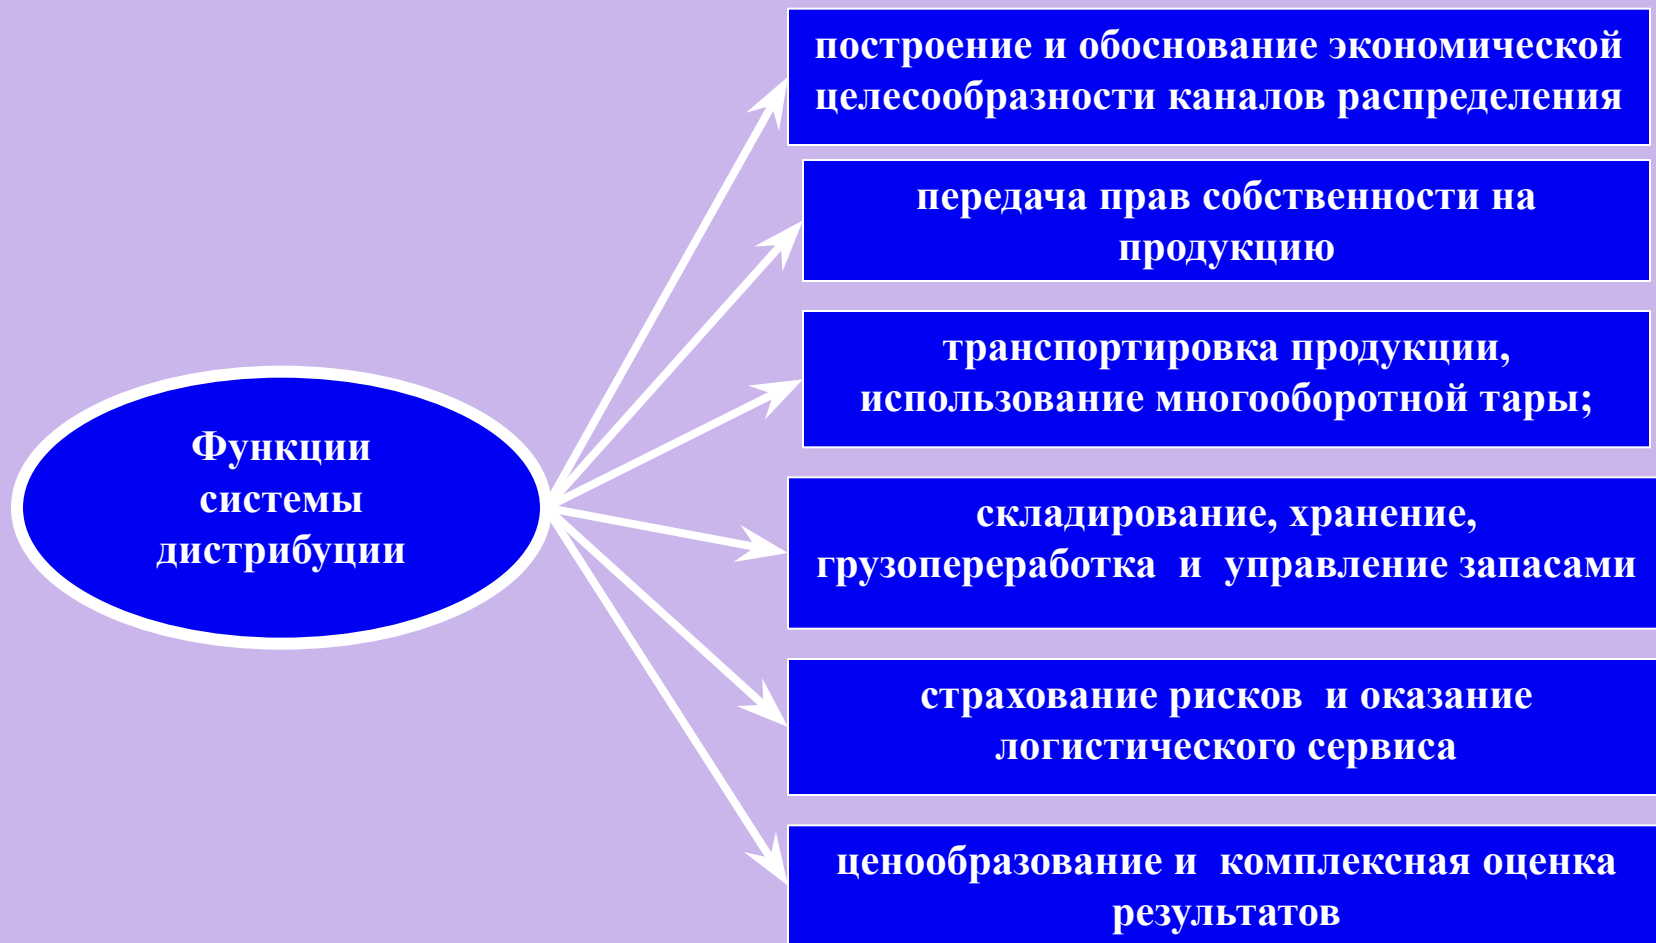 построение и обоснование экономической
целесообразности каналов распределения
передача прав собственности на
продукцию
транспортировка продукции,
использование многооборотной тары;
Функции
системы
дистрибуции
складирование, хранение,
грузопереработка и управление запасами
страхование рисков и оказание
логистического сервиса
ценообразование и комплексная оценка
результатов